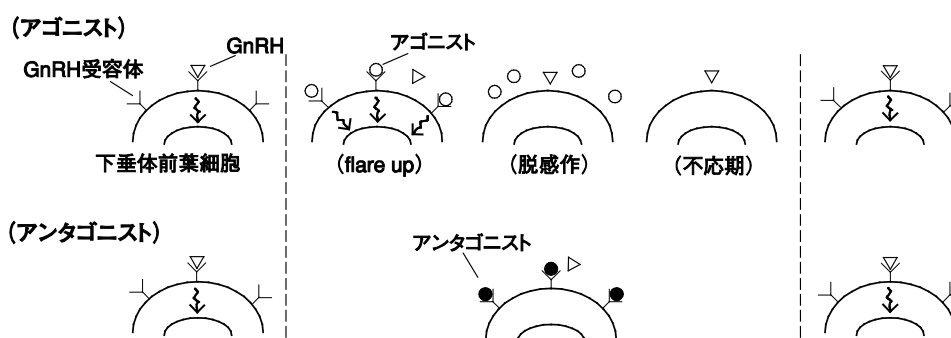 (アゴニスト)
GnRH
アゴニスト
GnRH受容体
下垂体前葉細胞
(flare up)
(脱感作)
(不応期)
(アンタゴニスト)
アンタゴニスト